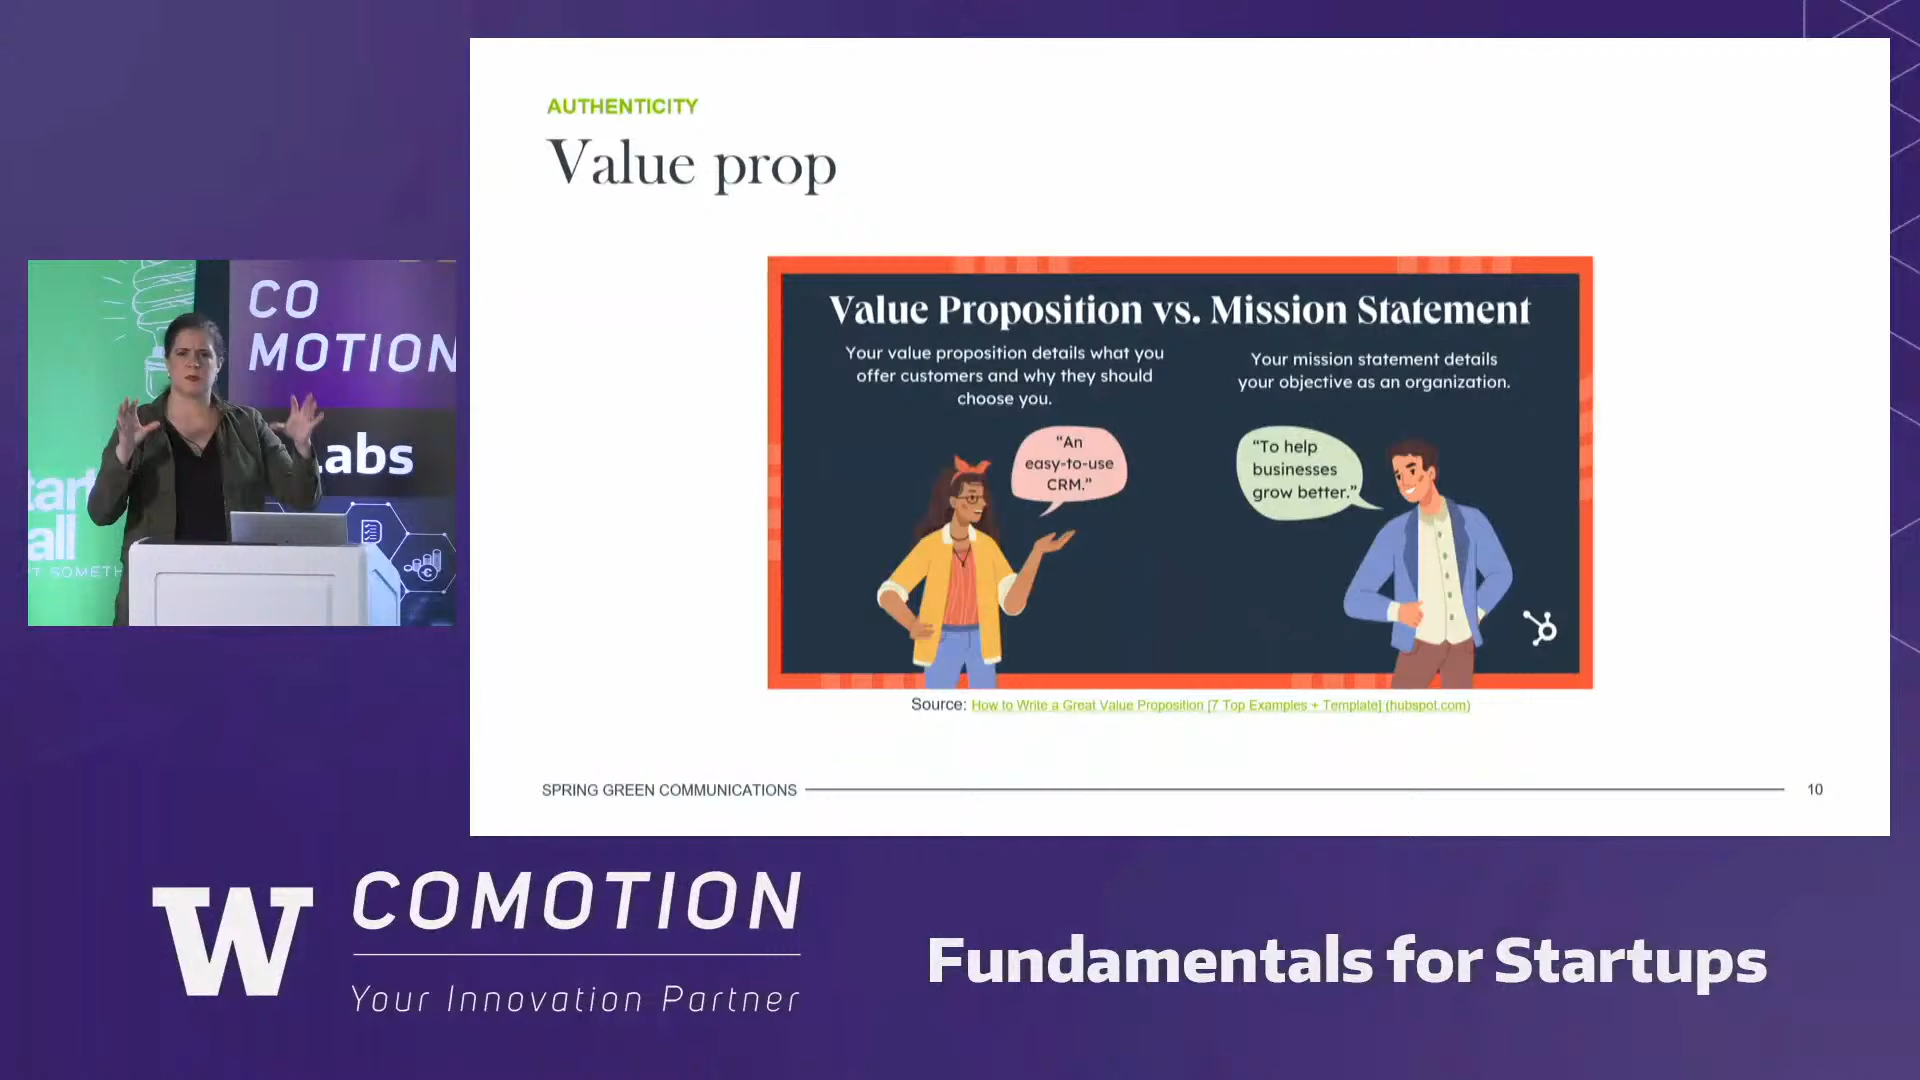 AUTHENTICITY
Value prop
Value Proposition vs. Mission Statement
Your value proposition details what you
offer customers and why they should
choose you.
Your mission statement details
your objective as an organization.
"An
easy-to-use
CRM."
"To help
businesses
grow better."
Source: How to Write a Great Value Proposition [7 Top Examples + Template] (hubspot.com)
SPRING GREEN COMMUNICATIONS
10
CO
MOTION
Labs
W
COMOTION
Your Innovation Partner
Fundamentals for Startups